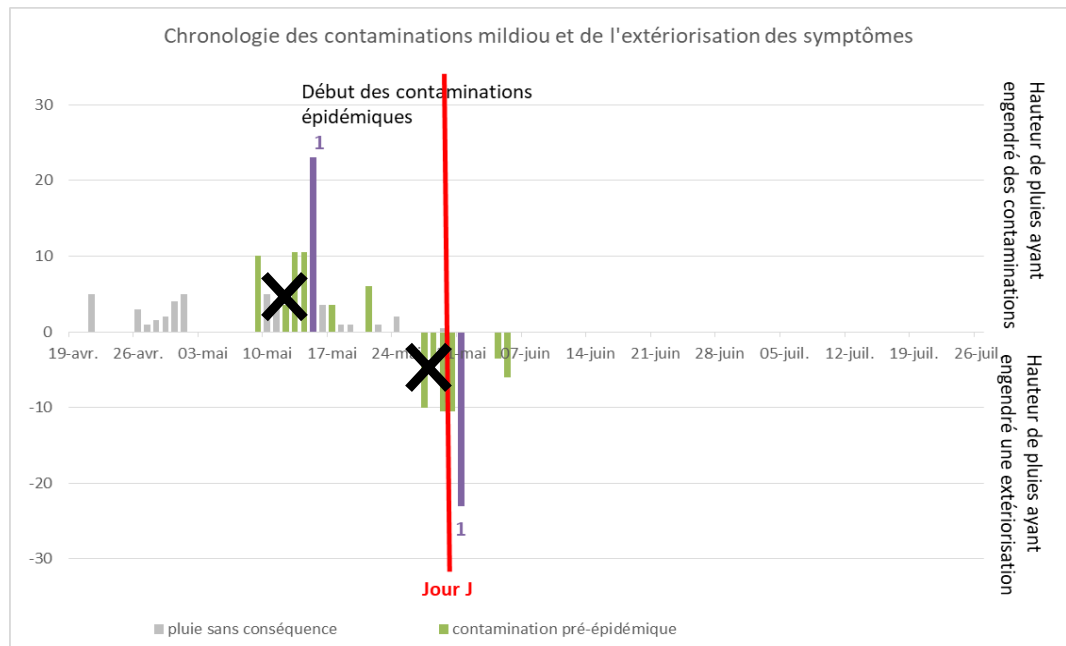 Chronologie des contaminations mildiou et de l'extériorisation des symptômes
Début des contaminations
épidémiques
1
30
20
10
0
-10
-20
-30
19-avr.
26-avr.
03-mai
10-mai
17-mai
24-mai
31-mai
07-juin
14-juin
21-juin
28-juin
05-juil.
12-juil.
19-juil.
26-juil
1
Jour J
Hauteur de pluies ayant
engendré des contaminations
Hauteur de pluies ayant
engendré une extériorisation
pluie sans conséquence
contamination pré-épidémique